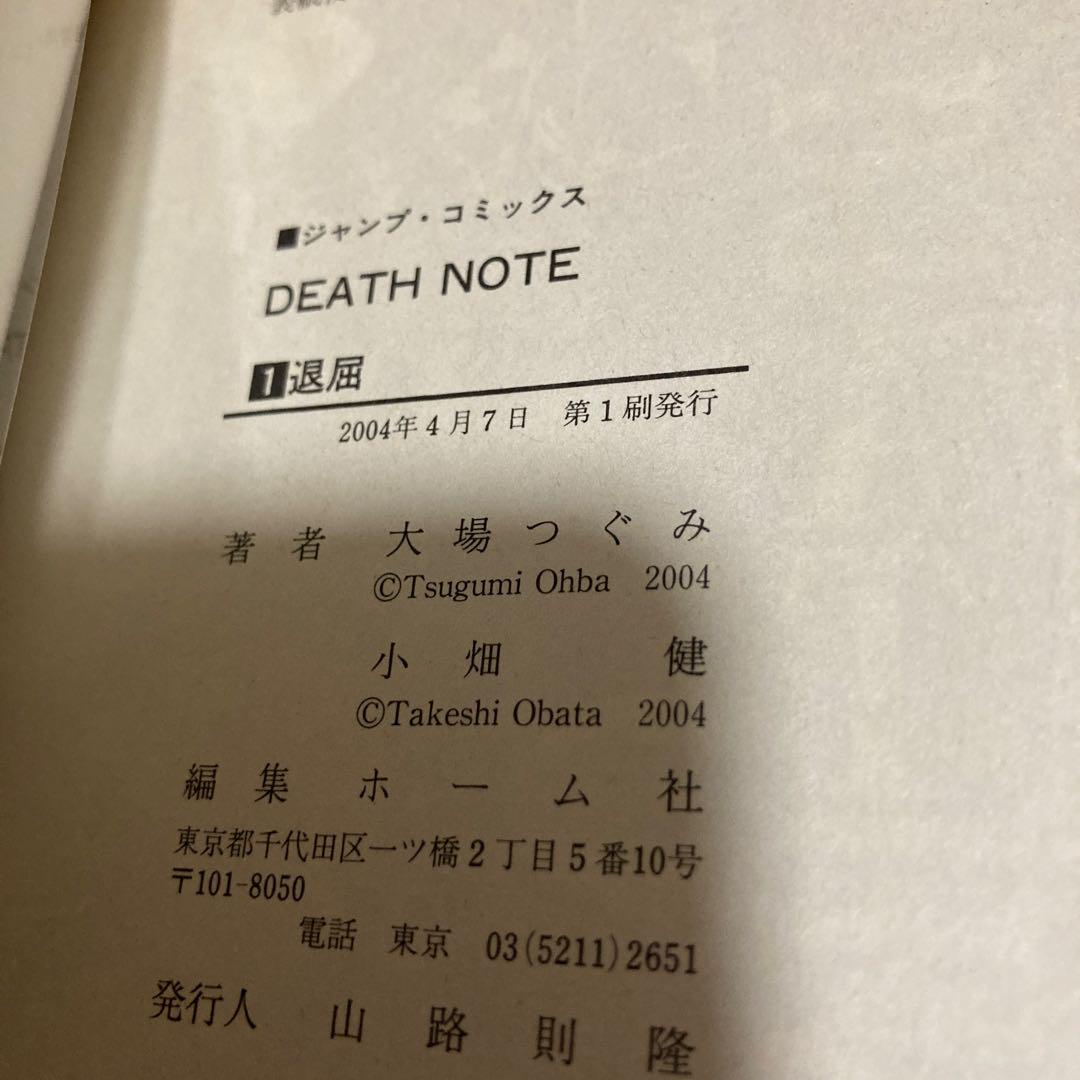 ■ジャンプ・コミックス
DEATH NOTE
1退屈
2004年4月7日 第1刷発行
著者 大場つぐみ
©Tsugumi Ohba 2004
小畑 健
©Takeshi Obata 2004
編集 ホーム社
東京都千代田区一ツ橋2丁目5番10号
〒101-8050
電話 東京 03(5211)2651
発行人 山路則隆